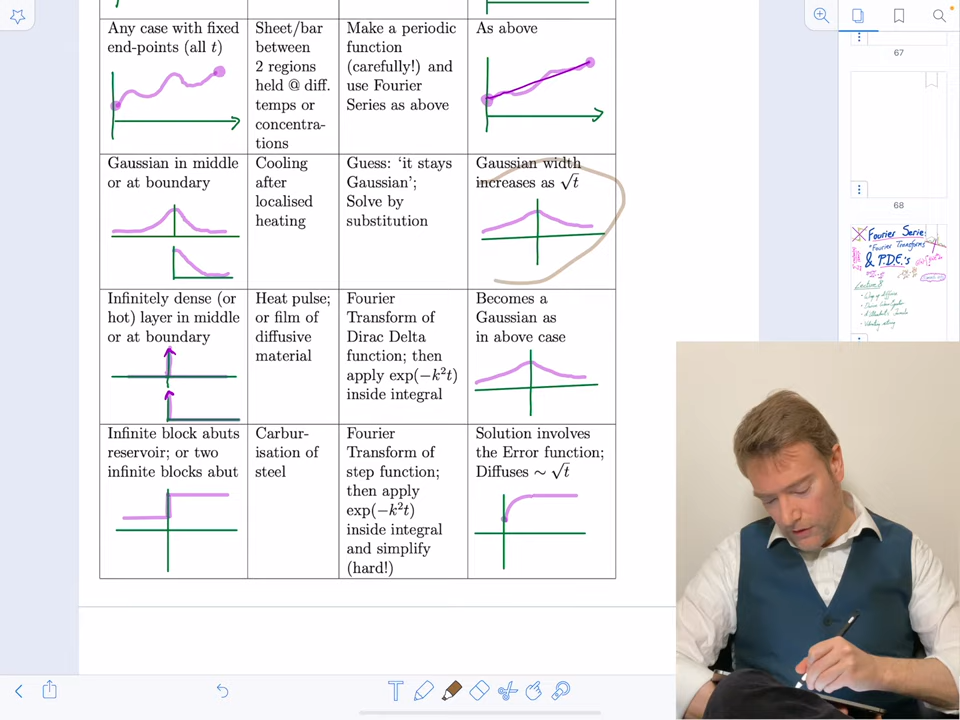 Any case with fixed
end-points (all t)
Sheet/bar
between
2 regions
held @ diff.
temps or
concentra-
tions
Make a periodic
function
(carefully!) and
use Fourier
Series as above
As above
Gaussian in middle
or at boundary
Cooling
after
localised
heating
Guess: ‘it stays
Gaussian’;
Solve by
substitution
Gaussian width
increases as √t
Infinitely dense (or
hot) layer in middle
or at boundary
Heat pulse;
or film of
diffusive
material
Fourier
Transform of
Dirac Delta
function; then
apply exp(−k²t)
inside integral
Becomes a
Gaussian as
in above case
Infinite block abuts
reservoir; or two
infinite blocks abut
Carbur-
isation of
steel
Fourier
Transform of
step function;
then apply
exp(−k²t)
inside integral
and simplify
(hard!)
Solution involves
the Error function;
Diffuses ∼ √t
67
68
Fourier Serie
Fourier Transforms
& P.D.E.'s
Lecture 8
T